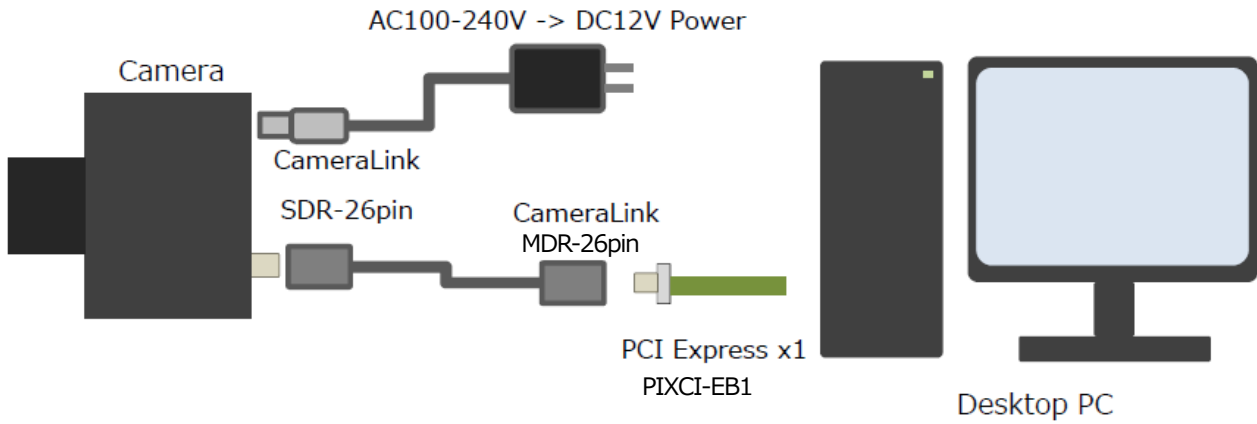 AC100-240V -> DC12V Power
Camera
CameraLink
SDR-26pin
CameraLink
MDR-26pin
PCI Express x1
PIXCI-EB1
Desktop PC